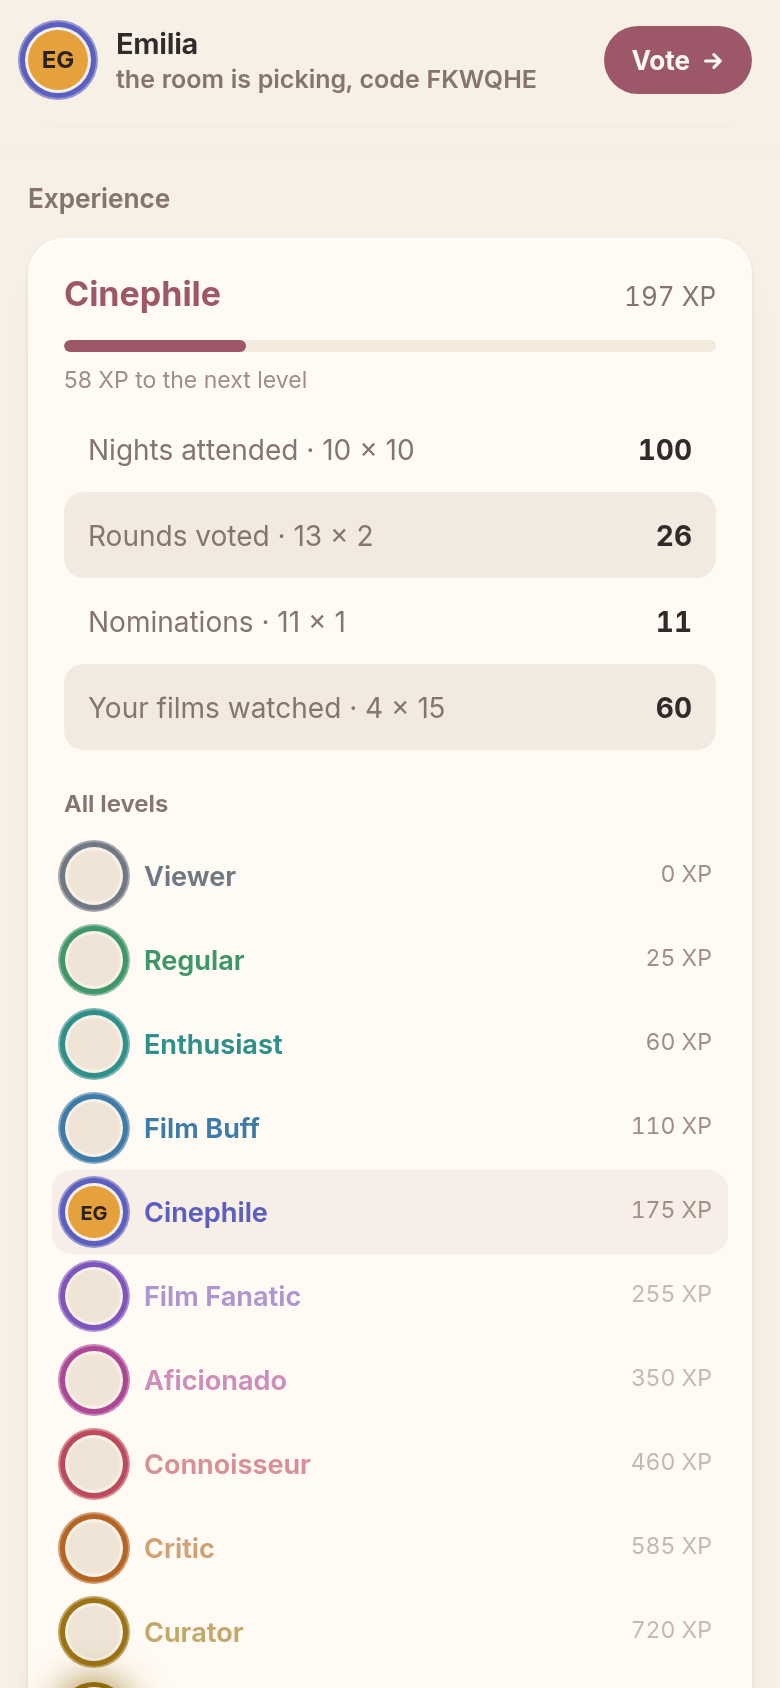 EG
Emilia
the room is picking, code FKWQHE
Vote →
Experience
Cinephile 197 XP
58 XP to the next level
Nights attended · 10 × 10 100
Rounds voted · 13 × 2 26
Nominations · 11 × 1 11
Your films watched · 4 × 15 60
All levels
Viewer 0 XP
Regular 25 XP
Enthusiast 60 XP
Film Buff 110 XP
EG Cinephile 175 XP
Film Fanatic 255 XP
Aficionado 350 XP
Connoisseur 460 XP
Critic 585 XP
Curator 720 XP